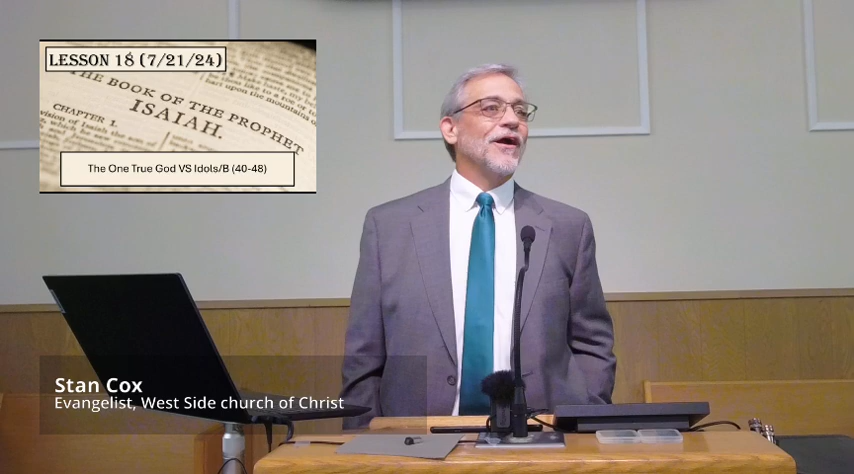 LESSON 18 (7/21/24)
THE BOOK OF THE PROPHET
ISAIAH.
CHAPTER 1.
The One True God VS Idols/B (40-48)
Stan Cox
Evangelist, West Side church of Christ